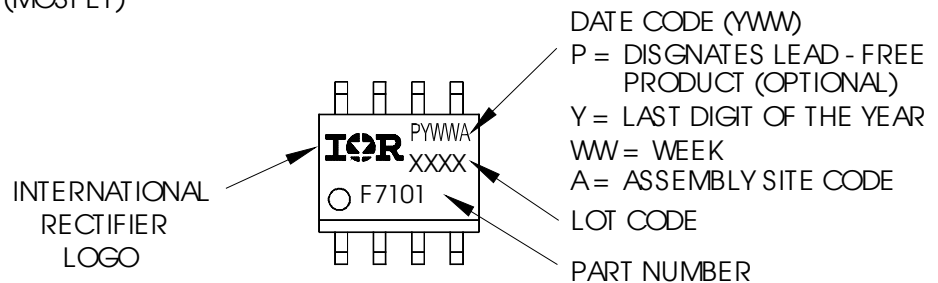 (MOSFET)
DATE CODE (YWW)
P = DISGNATES LEAD - FREE
PRODUCT (OPTIONAL)
Y = LAST DIGIT OF THE YEAR
WW = WEEK
A = ASSEMBLY SITE CODE
LOT CODE
PART NUMBER
IOR PYWWA
XXXX
F7101
INTERNATIONAL
RECTIFIER
LOGO